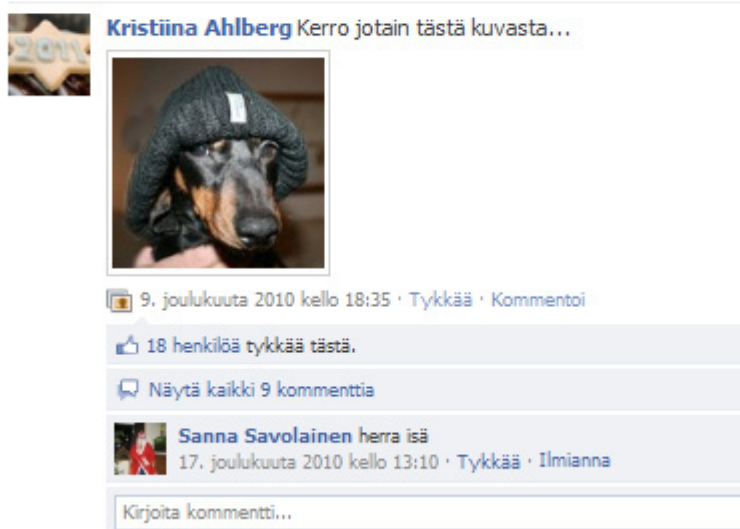 2011
Kristiina Ahlberg Kerro jotain tästä kuvasta...
9. joulukuuta 2010 kello 18:35 · Tykkää · Kommentoi
18 henkilöä tykkää tästä.
Näytä kaikki 9 kommenttia
Sanna Savolainen herra isä
17. joulukuuta 2010 kello 13:10 · Tykkää · Ilmianna
Kirjoita kommentti...